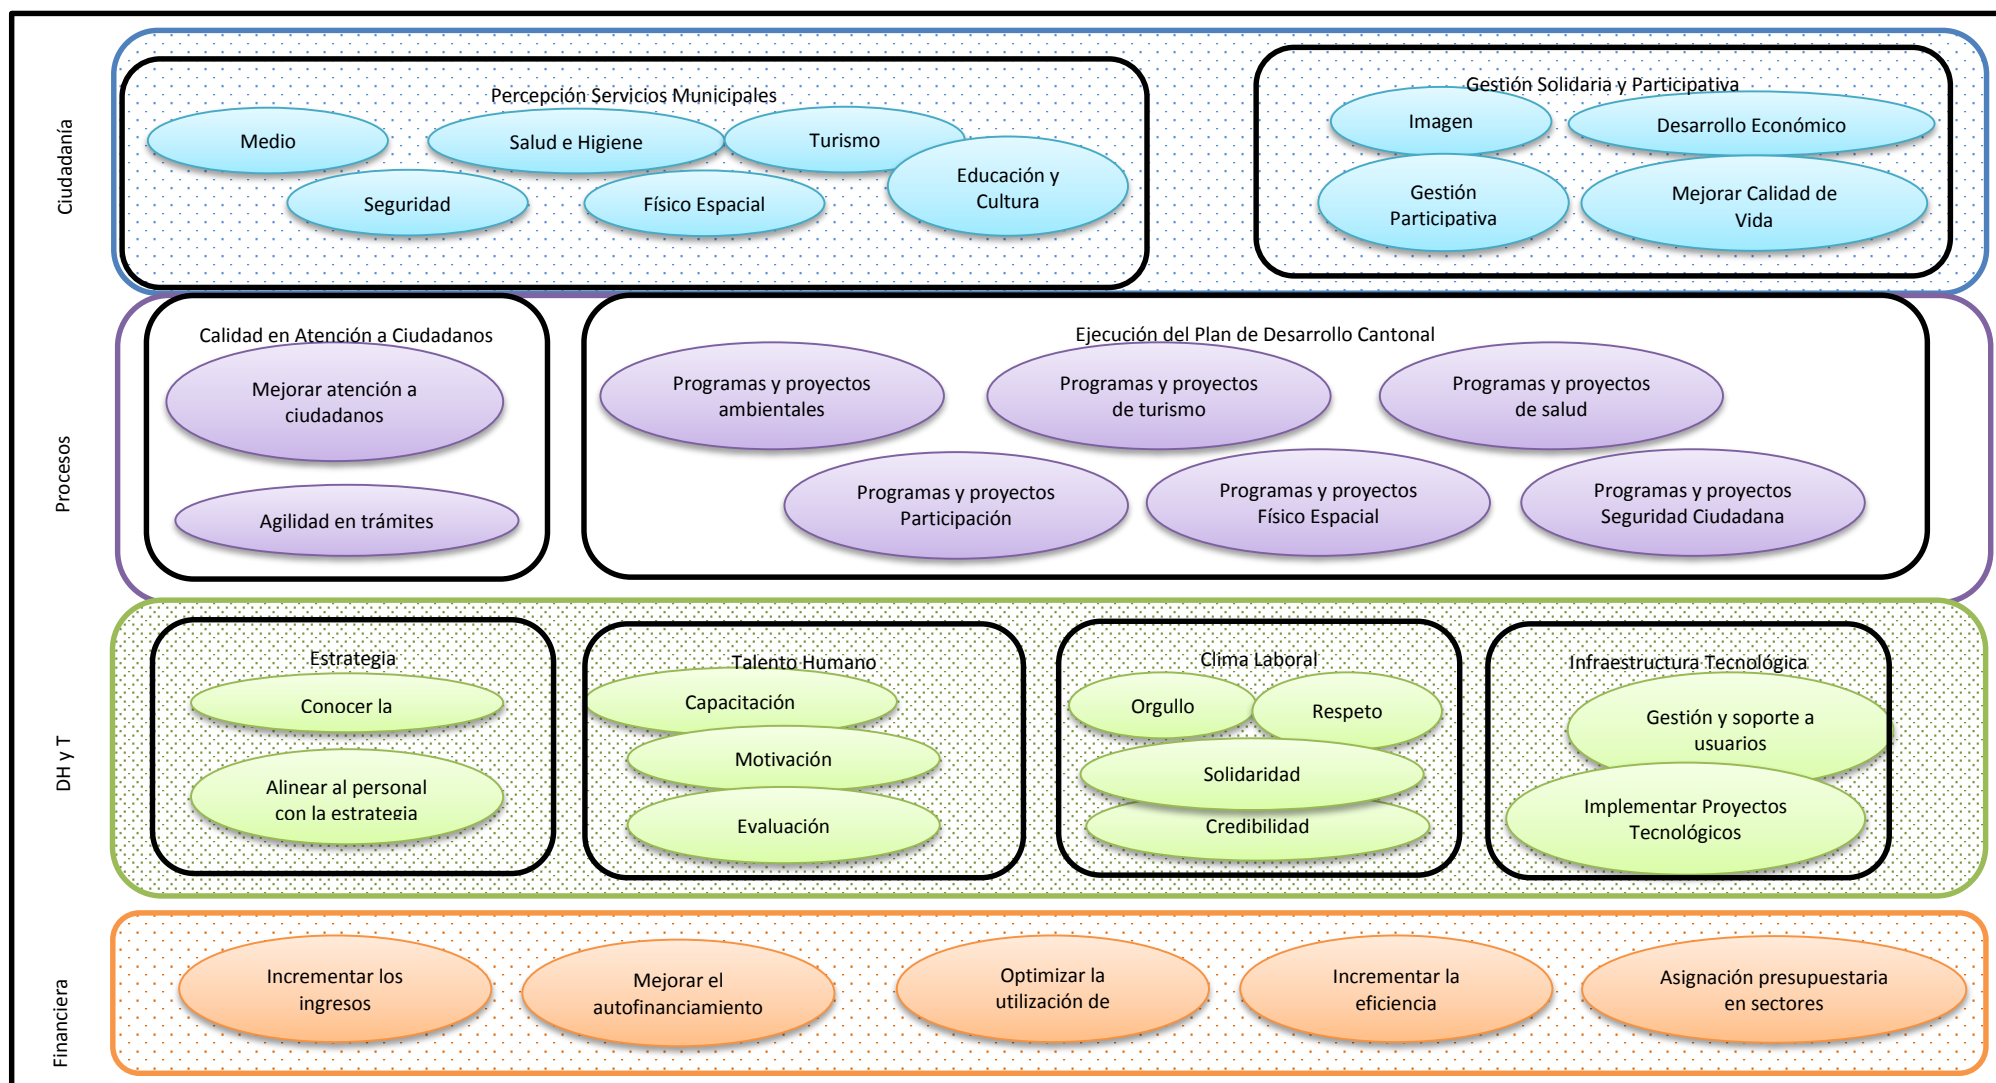 Ciudadanía
Percepción Servicios Municipales
Medio
Salud e Higiene
Turismo
Educación y
Cultura
Seguridad
Físico Espacial
Gestión Solidaria y Participativa
Imagen
Desarrollo Económico
Gestión
Participativa
Mejorar Calidad de
Vida
Procesos
Calidad en Atención a Ciudadanos
Mejorar atención a
ciudadanos
Agilidad en trámites
Ejecución del Plan de Desarrollo Cantonal
Programas y proyectos
ambientales
Programas y proyectos
de turismo
Programas y proyectos
de salud
Programas y proyectos
Participación
Programas y proyectos
Físico Espacial
Programas y proyectos
Seguridad Ciudadana
DH y T
Estrategia
Conocer la
Alinear al personal
con la estrategia
Talento Humano
Capacitación
Motivación
Evaluación
Clima Laboral
Orgullo
Respeto
Solidaridad
Credibilidad
Infraestructura Tecnológica
Gestión y soporte a
usuarios
Implementar Proyectos
Tecnológicos
Financiera
Incrementar los
ingresos
Mejorar el
autofinanciamiento
Optimizar la
utilización de
Incrementar la
eficiencia
Asignación presupuestaria
en sectores